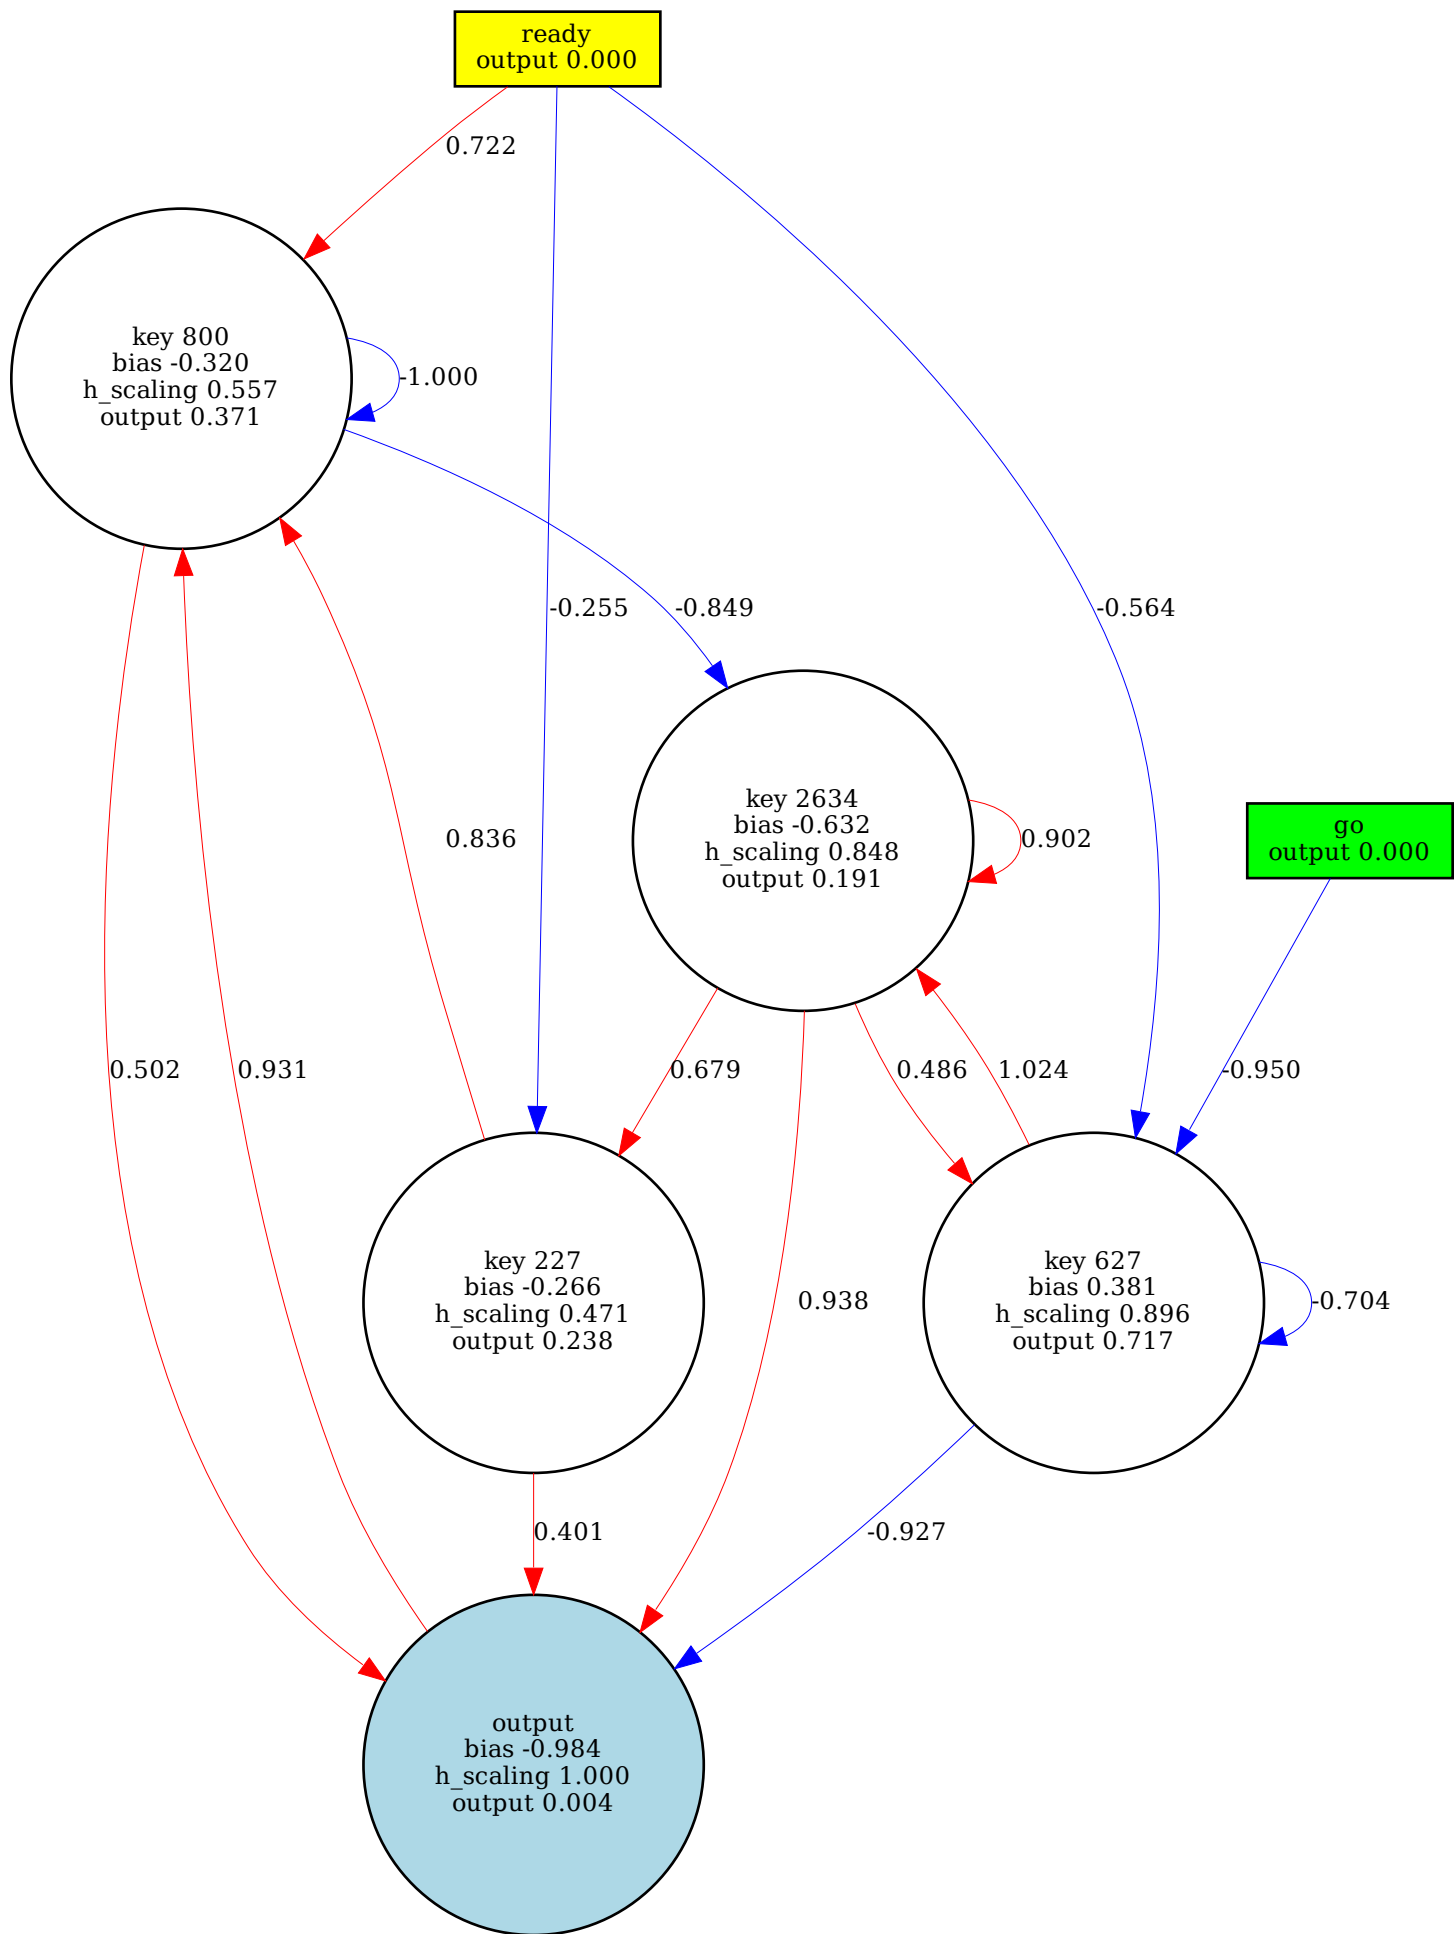 ready
output 0.000
0.722
key 800
bias -0.320
h_scaling 0.557
output 0.371
-1.000
-0.255
-0.849
-0.564
key 2634
bias -0.632
h_scaling 0.848
output 0.191
0.902
go
output 0.000
0.836
0.502
0.931
0.679
0.486
1.024
-0.950
key 227
bias -0.266
h_scaling 0.471
output 0.238
0.938
key 627
bias 0.381
h_scaling 0.896
output 0.717
-0.704
0.401
-0.927
output
bias -0.984
h_scaling 1.000
output 0.004